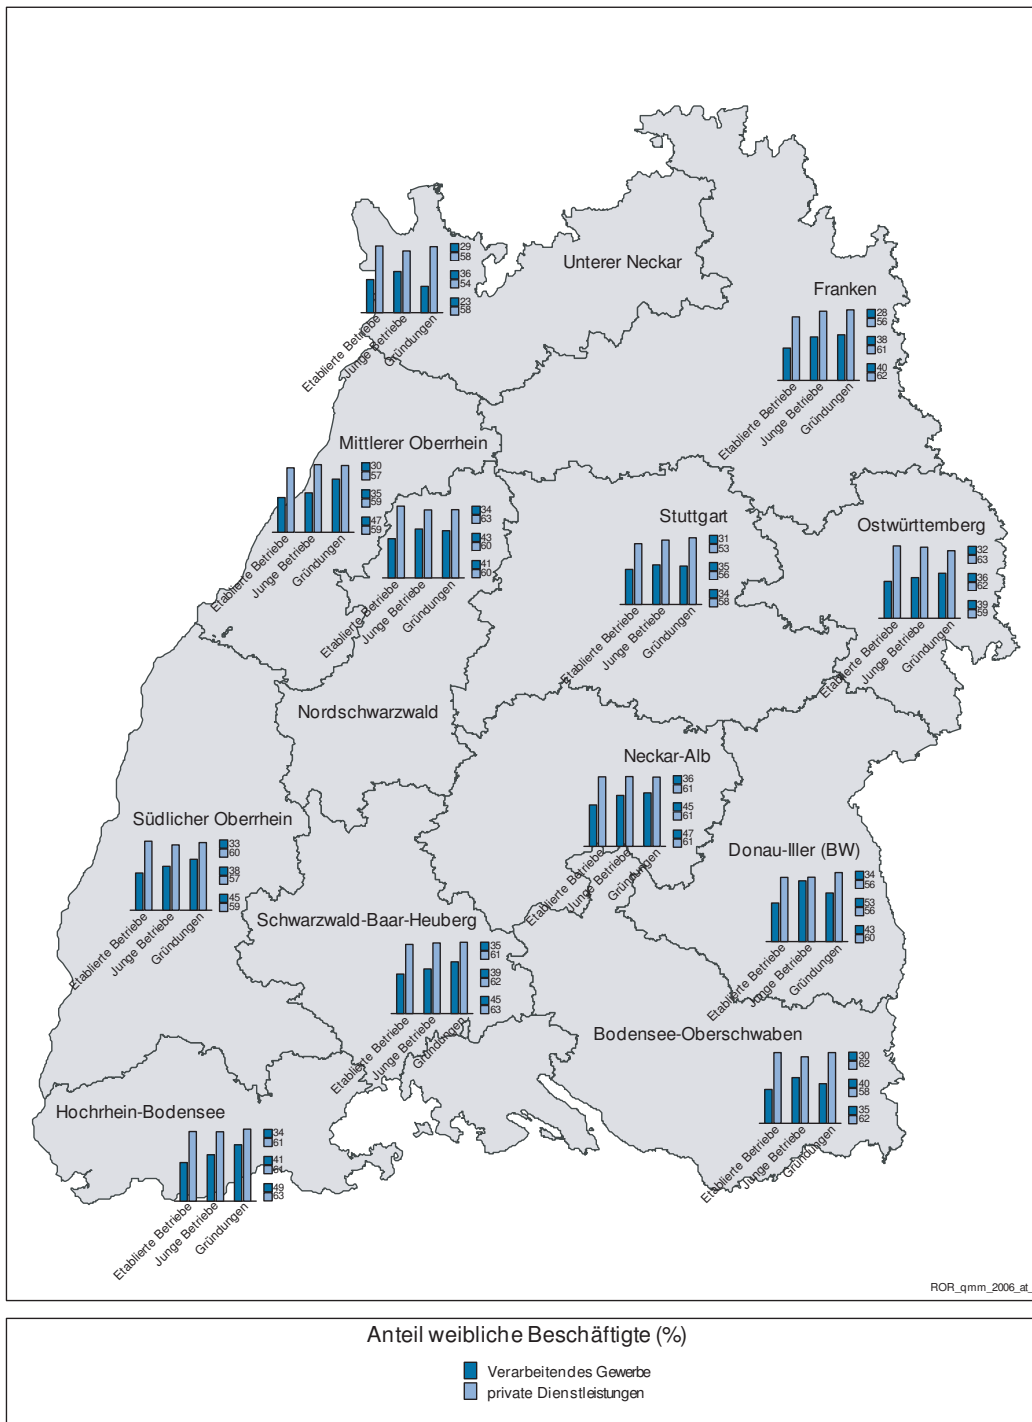 Unterer Neckar
29
58
36
54
23
58
Etablierte Betriebe
Junge Betriebe
Gründungen
Franken
28
56
38
61
40
62
Etablierte Betriebe
Junge Betriebe
Gründungen
Mittlerer Oberrhein
30
57
35
59
47
59
Etablierte Betriebe
Junge Betriebe
Gründungen
34
63
43
60
41
60
Etablierte Betriebe
Junge Betriebe
Gründungen
Stuttgart
31
53
35
56
34
58
Etablierte Betriebe
Junge Betriebe
Gründungen
Ostwürttemberg
32
63
36
62
39
59
Etablierte Betriebe
Junge Betriebe
Gründungen
Nordschwarzwald
Neckar-Alb
36
61
45
61
47
61
Etablierte Betriebe
Junge Betriebe
Gründungen
Südlicher Oberrhein
33
60
38
57
45
59
Etablierte Betriebe
Junge Betriebe
Gründungen
Donau-Iller (BW)
34
56
53
56
43
60
Etablierte Betriebe
Junge Betriebe
Gründungen
Schwarzwald-Baar-Heuberg
35
61
39
62
45
63
Etablierte Betriebe
Junge Betriebe
Gründungen
Bodensee-Oberschwaben
30
62
40
58
35
62
Etablierte Betriebe
Junge Betriebe
Gründungen
Hochrhein-Bodensee
34
61
41
61
49
63
Etablierte Betriebe
Junge Betriebe
Gründungen
ROR_qmm_2006_at_
Anteil weibliche Beschäftigte (%)
Verarbeitendes Gewerbe
private Dienstleistungen